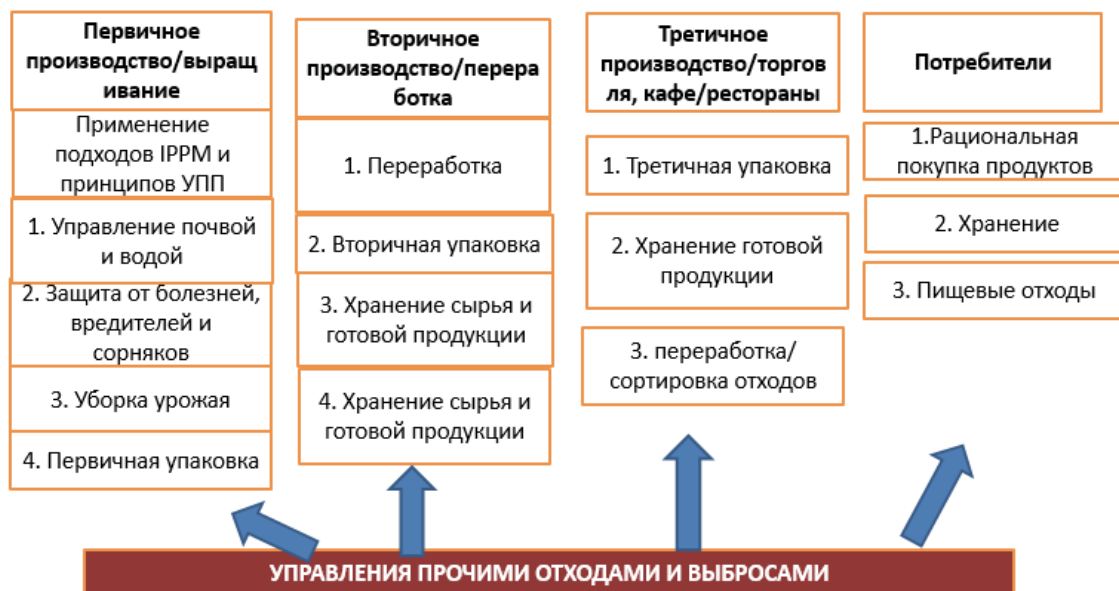 Первичное
производство/выращ
ивание
Применение
подходов IPPM и
принципов УПП
1. Управление почвой
и водой
2. Защита от болезней,
вредителей и
сорняков
3. Уборка урожая
4. Первичная упаковка
Вторичное
производство/перера
ботка
1. Переработка
2. Вторичная упаковка
3. Хранение сырья и
готовой продукции
4. Хранение сырья и
готовой продукции
Третичное
производство/торгов
ля, кафе/рестораны
1. Третичная упаковка
2. Хранение готовой
продукции
3. переработка/
сортировка отходов
Потребители
1.Рациональная
покупка продуктов
2. Хранение
3. Пищевые отходы
УПРАВЛЕНИЯ ПРОЧИМИ ОТХОДАМИ И ВЫБРОСАМИ